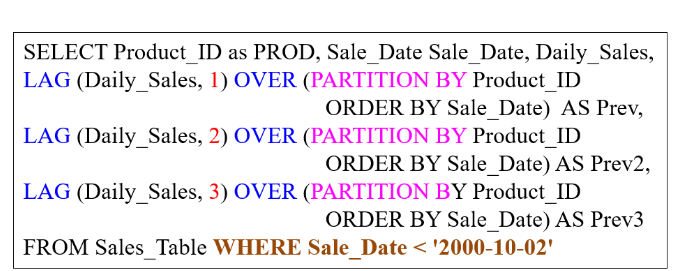 SELECT Product_ID as PROD, Sale_Date Sale_Date, Daily_Sales,
LAG (Daily_Sales, 1) OVER (PARTITION BY Product_ID
ORDER BY Sale_Date)  AS Prev,
LAG (Daily_Sales, 2) OVER (PARTITION BY Product_ID
ORDER BY Sale_Date) AS Prev2,
LAG (Daily_Sales, 3) OVER (PARTITION BY Product_ID
ORDER BY Sale_Date) AS Prev3
FROM Sales_Table WHERE Sale_Date < '2000-10-02'